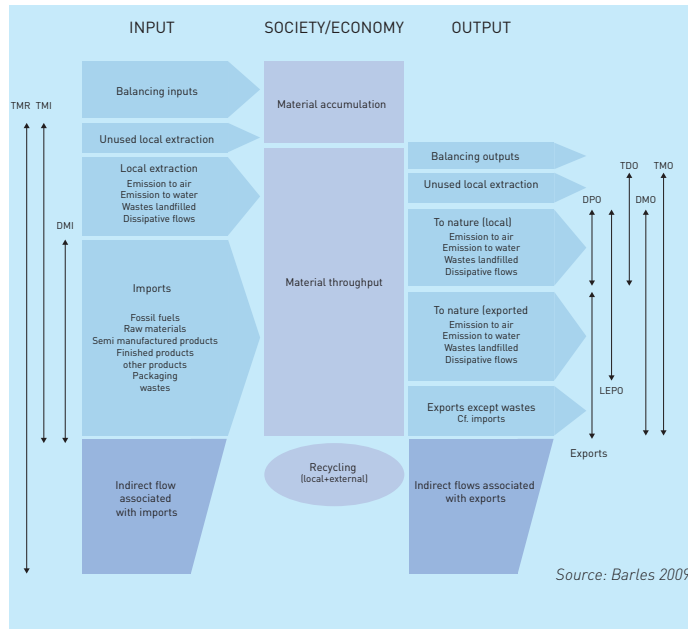 INPUT
SOCIETY/ECONOMY
OUTPUT
TMR TMI
DMI
Balancing inputs
Unused local extraction
Local extraction
Emission to air
Emission to water
Wastes landfilled
Dissipative flows
Imports
Fossil fuels
Raw materials
Semi manufactured products
Finished products
other products
Packaging
wastes
Indirect flow
associated
with imports
Material accumulation
Material throughput
Recycling
(local+external)
Balancing outputs
Unused local extraction
To nature (local)
Emission to air
Emission to water
Wastes landfilled
Dissipative flows
To nature (exported
Emission to air
Emission to water
Wastes landfilled
Dissipative flows
Exports except wastes
Cf. imports
Indirect flows associated
with exports
TDO
TMO
DPO
DMO
LEPO
Exports
Source: Barles 2009